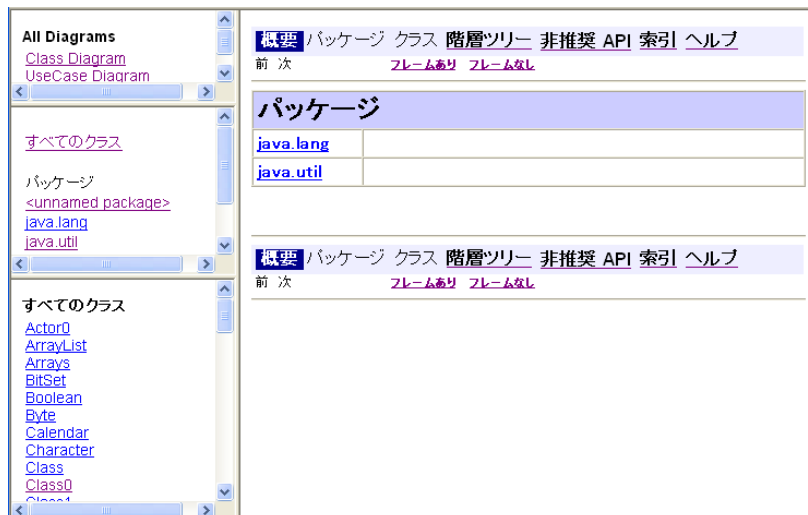 All Diagrams
Class Diagram
UseCase Diagram
すべてのクラス
パッケージ
<unnamed package>
java.lang
java.util
すべてのクラス
Actor0
ArrayList
Arrays
BitSet
Boolean
Byte
Calendar
Character
Class
Class0
Class1
概要 パッケージ クラス 階層ツリー 非推奨 API 索引 ヘルプ
前 次 フレームあり フレームなし
パッケージ
java.lang
java.util
概要 パッケージ クラス 階層ツリー 非推奨 API 索引 ヘルプ
前 次 フレームあり フレームなし